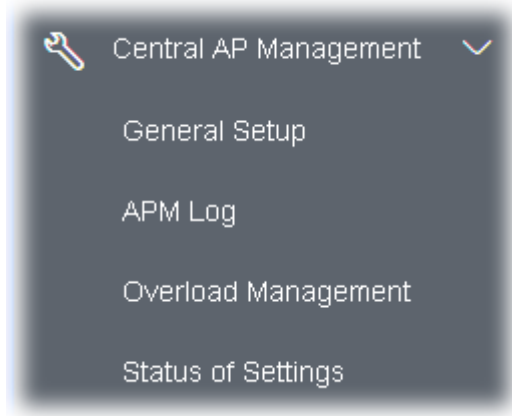 Central AP Management
General Setup
APM Log
Overload Management
Status of Settings